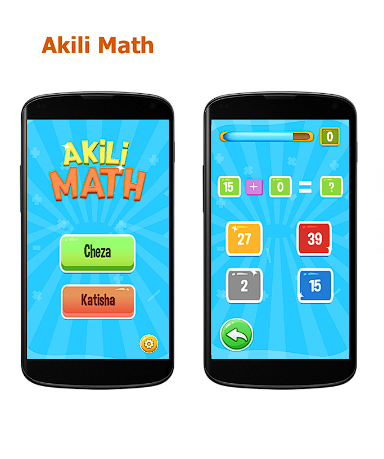 Akili Math
AKiLi
MATH
Cheza
Katisha
0
15 + 0 = ?
27 39
2 15